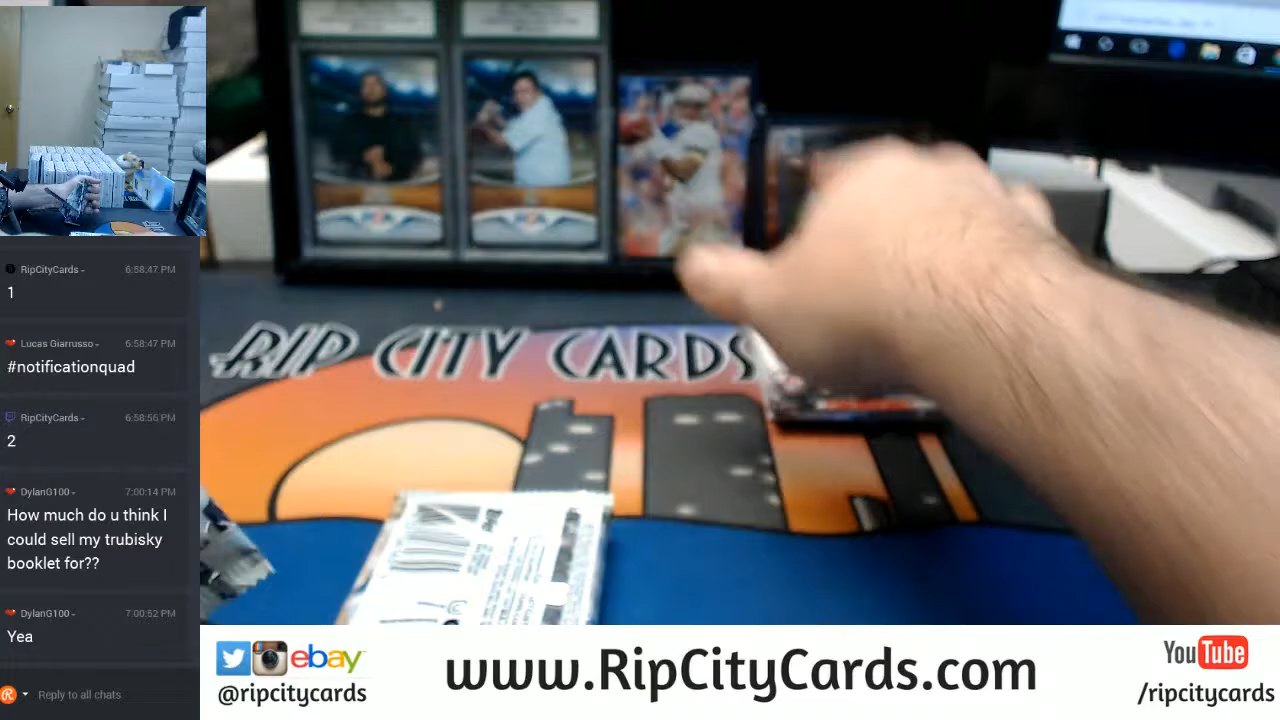 RipCityCards
6:58:47 PM
1
Lucas Giarrusso
6:58:47 PM
#notificationquad
RipCityCards
6:58:56 PM
2
DylanG100
7:00:14 PM
How much do u think I
could sell my trubisky
booklet for??
DylanG100
7:00:52 PM
Yea
Reply to all chats
RIP CITY CARDS
ebay
@ripcitycards
www.RipCityCards.com
YouTube
/ripcitycards